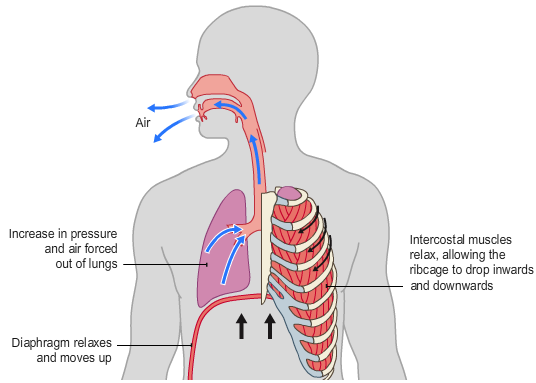 Air
Increase in pressure
and air forced
out of lungs
Intercostal muscles
relax, allowing the
ribcage to drop inwards
and downwards
Diaphragm relaxes
and moves up